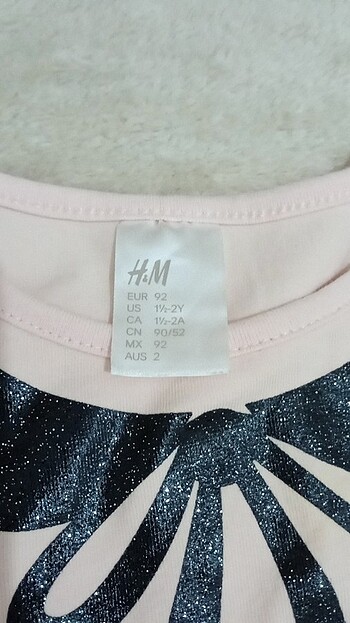 H&M
EUR 92
US 1½-2Y
CA 1½-2A
CN 90/52
MX 92
AUS 2